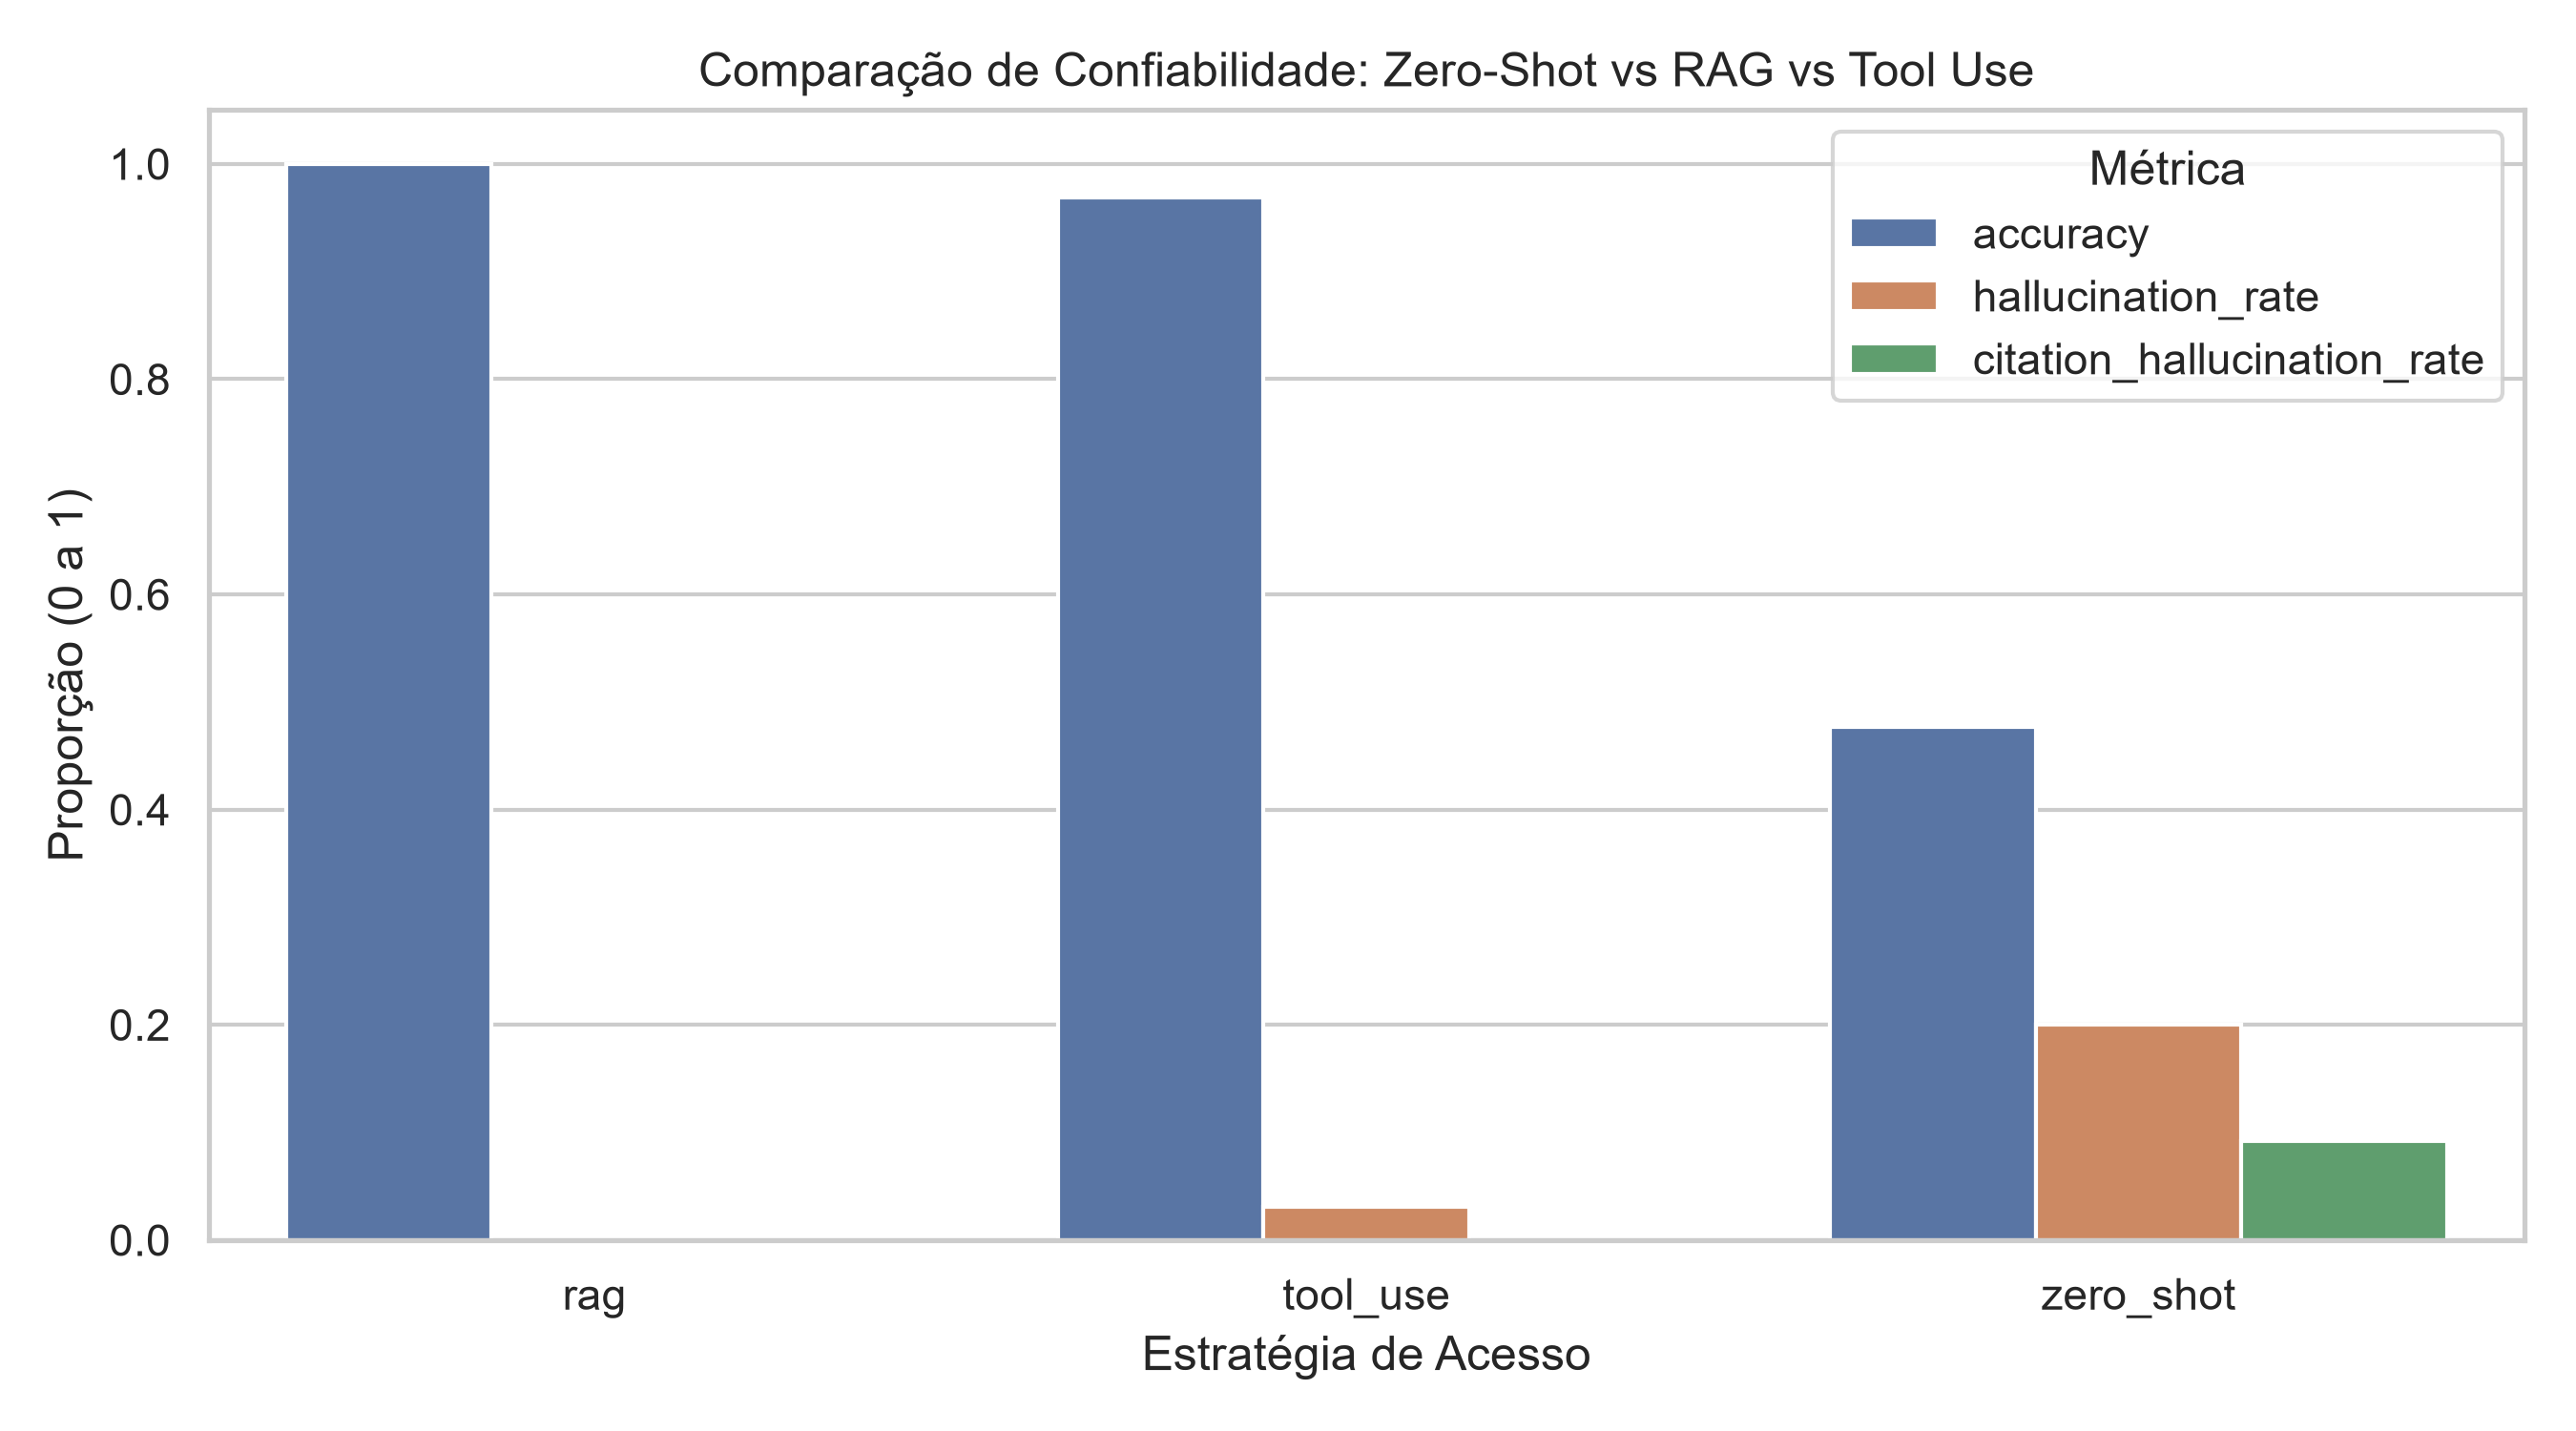 Comparação de Confiabilidade: Zero-Shot vs RAG vs Tool Use
Métrica
accuracy
hallucination_rate
citation_hallucination_rate
Proporção (0 a 1)
1.0
0.8
0.6
0.4
0.2
0.0
rag
tool_use
zero_shot
Estratégia de Acesso